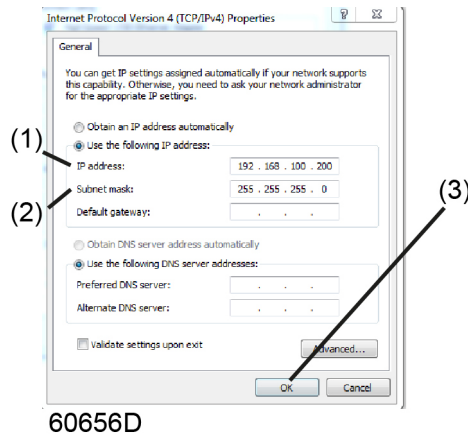 Internet Protocol Version 4 (TCP/IPv4) Properties
General
You can get IP settings assigned automatically if your network supports
this capability. Otherwise, you need to ask your network administrator
for the appropriate IP settings.
Obtain an IP address automatically
(1)
Use the following IP address:
IP address: 192 . 168 . 100 . 200
(2)
Subnet mask: 255 . 255 . 255 . 0
(3)
Default gateway: . . .
Obtain DNS server address automatically
Use the following DNS server addresses:
Preferred DNS server: . . .
Alternate DNS server: . . .
Validate settings upon exit
Advanced...
OK Cancel
60656D